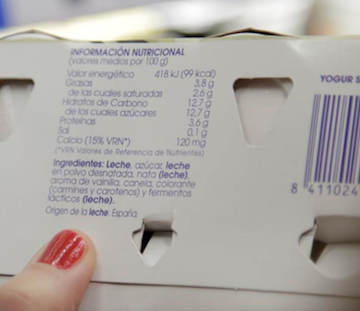 INFORMACIÓN NUTRICIONAL
(valores medios por 100 g)
Valor energético 418 kJ (99 kcal)
Grasas 3,8 g
de las cuales saturadas 2,6 g
Hidratos de Carbono 12,7 g
de los cuales azúcares 12,7 g
Proteínas 3,6 g
Sal 0,1 g
Calcio (15% VRN*) 120 mg
(*VRN Valores de Referencia de Nutrientes)
Ingredientes: Leche, azúcar, leche
en polvo desnatada, nata (leche),
aroma de vainilla, canela, colorante
(carmines y carotenos) y fermentos
lácticos (leche).
Origen de la leche: España.
YOGUR S
8 411024